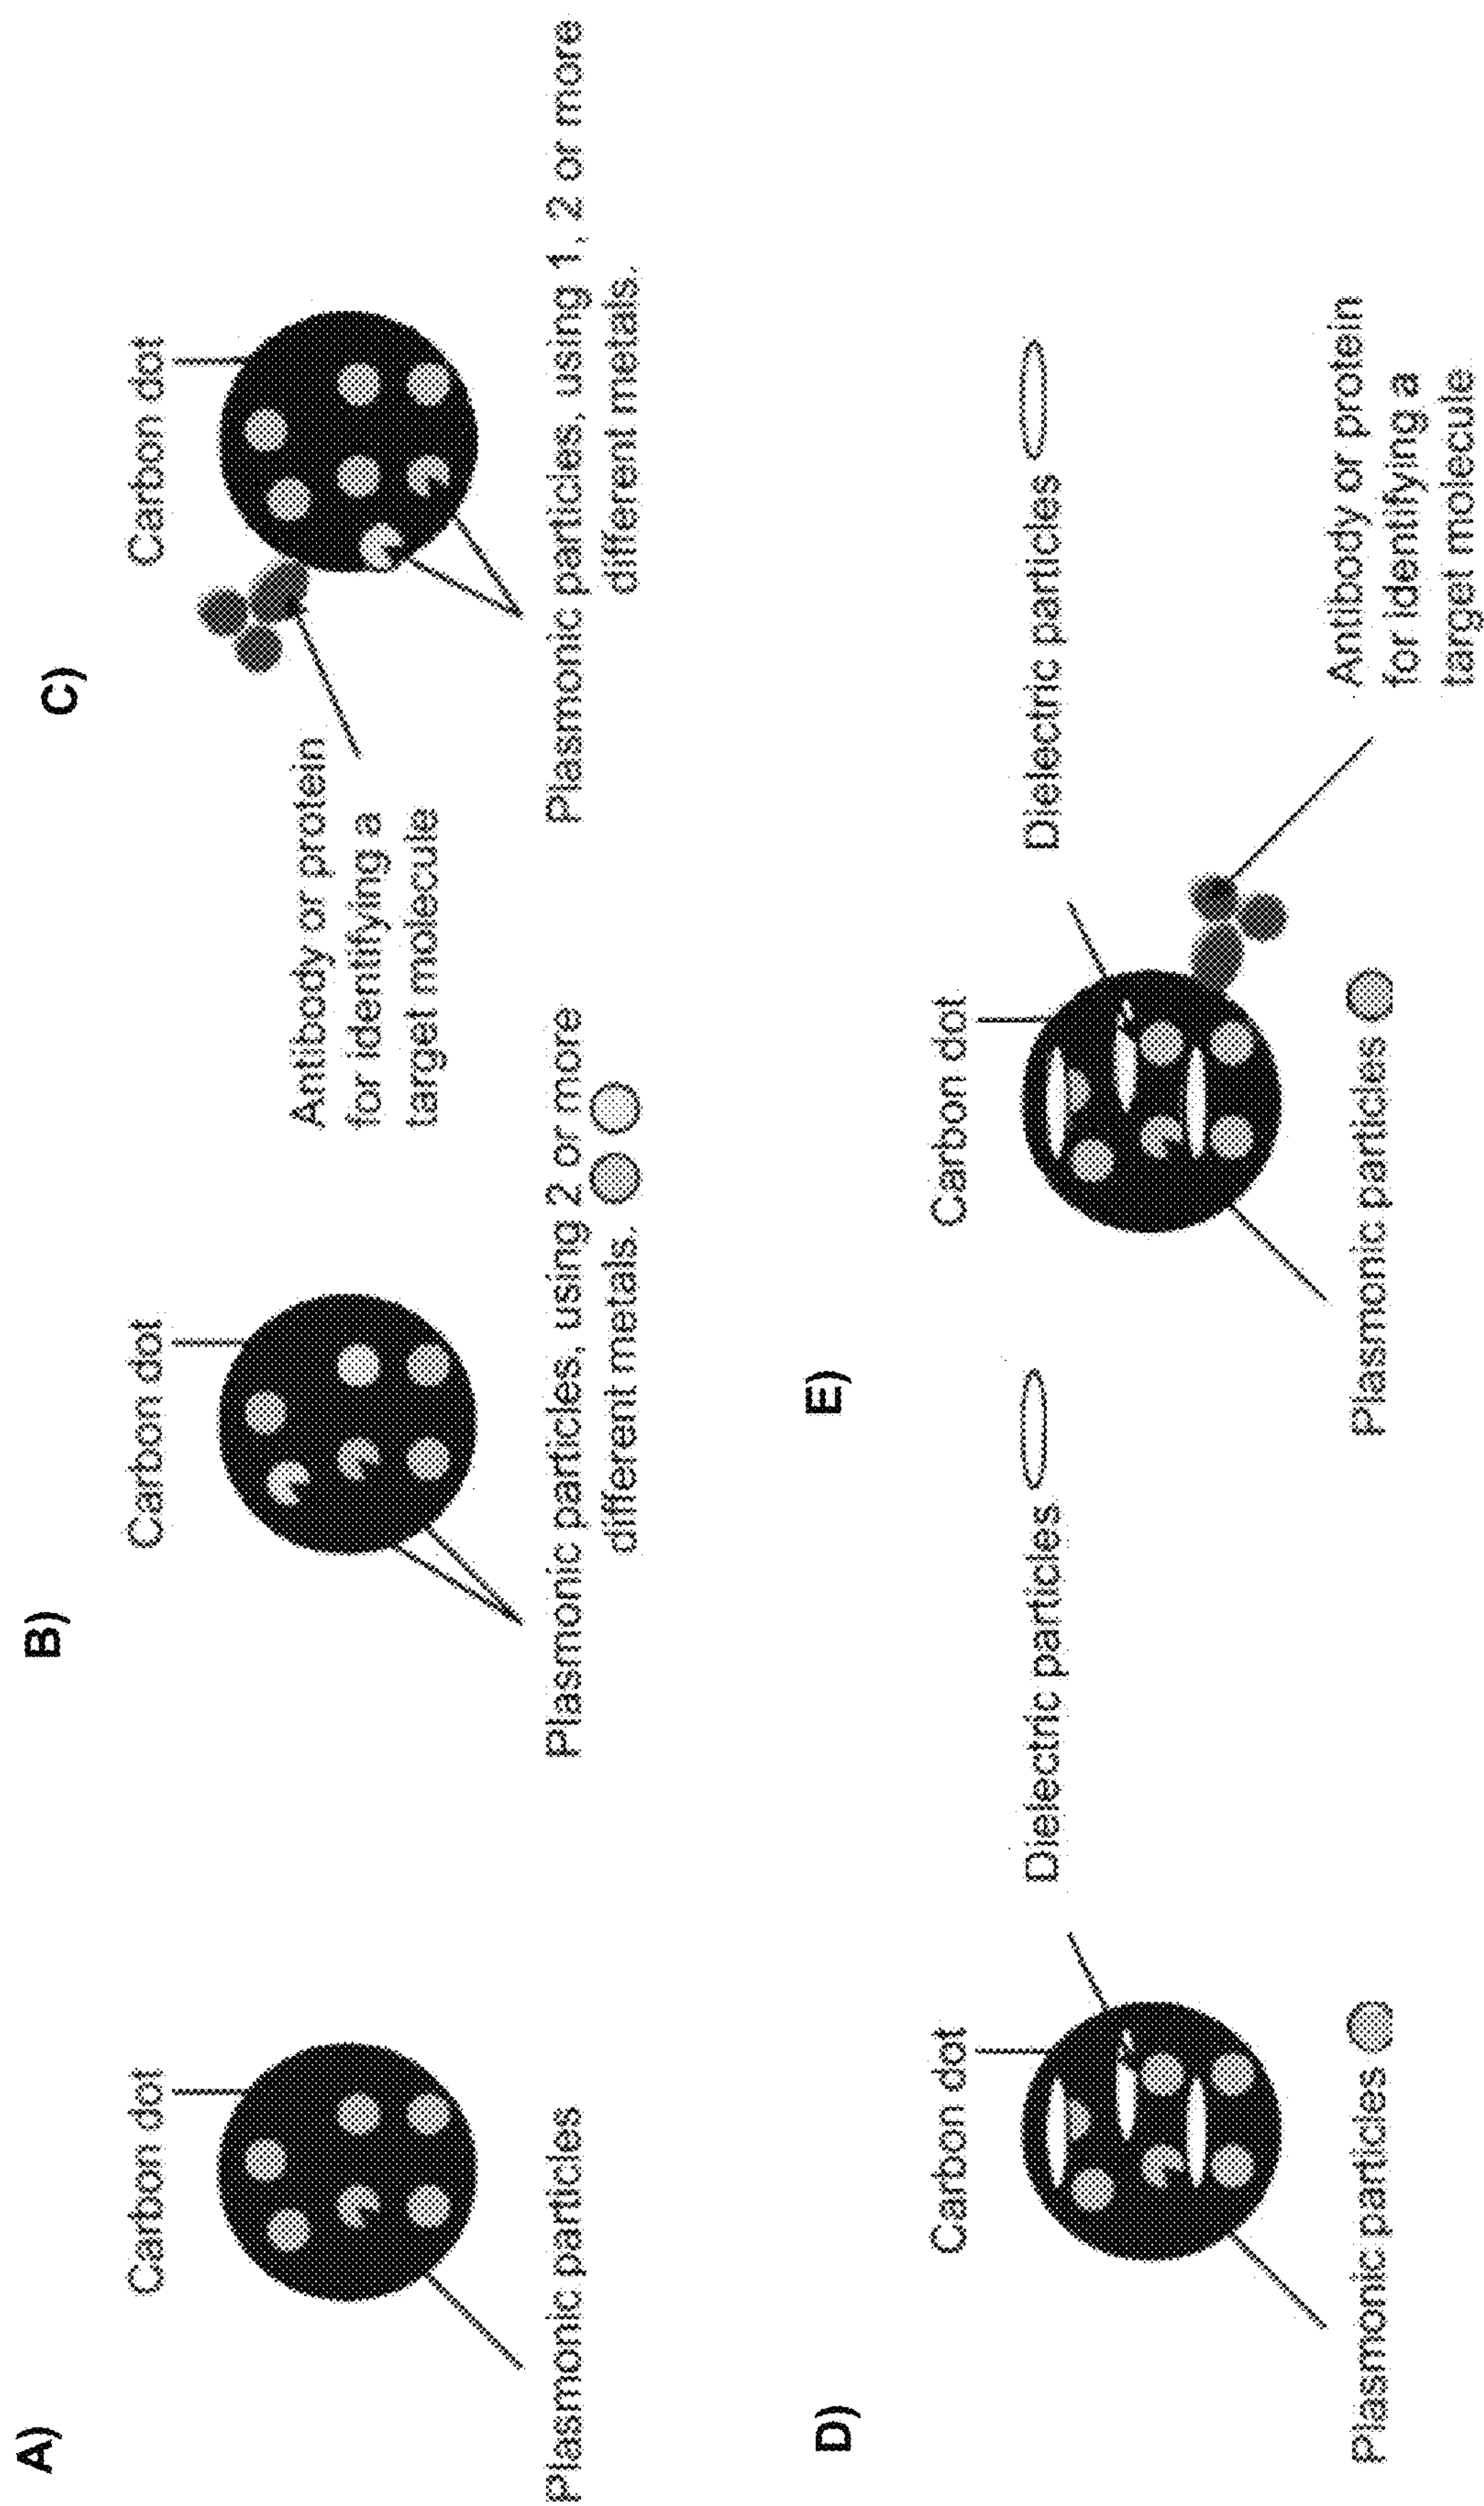 A)
Carbon dot
Plasmonic particles
B)
Carbon dot
Plasmonic particles, using 2 or more
different metals.
C)
Carbon dot
Antibody or protein
for identifying a
target molecule
Plasmonic particles, using 1, 2 or more
different metals.
D)
Carbon dot
Dielectric particles
Plasmonic particles
E)
Carbon dot
Dielectric particles
Plasmonic particles
Antibody or protein
for identifying a
target molecule